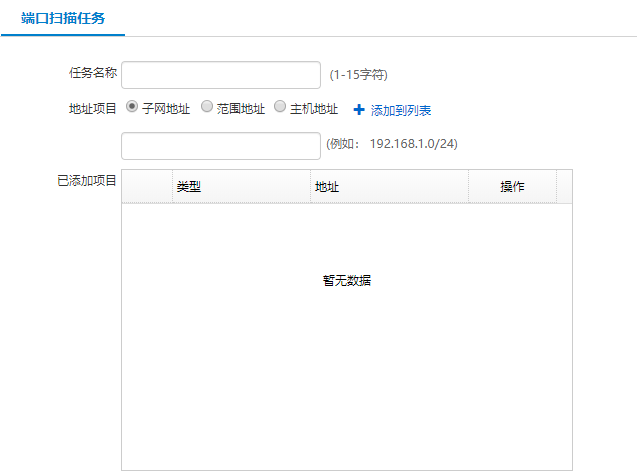 端口扫描任务
任务名称 (1-15字符)
地址项目 子网地址 范围地址 主机地址 添加到列表
(例如： 192.168.1.0/24)
已添加项目 类型 地址 操作
暂无数据